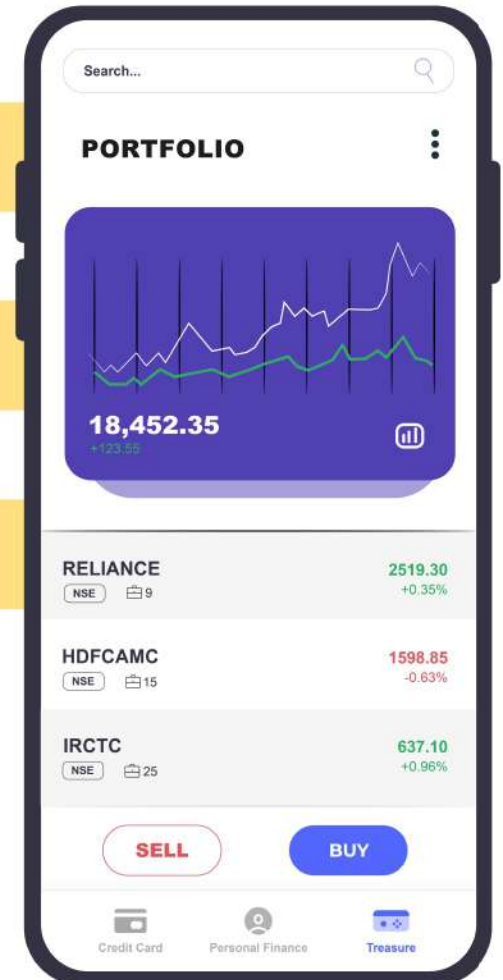 Search...
PORTFOLIO
18,452.35
+123.55
RELIANCE
2519.30
NSE 9
+0.35%
HDFCAMC
1598.85
NSE 15
-0.63%
IRCTC
637.10
NSE 25
+0.96%
SELL BUY
Credit Card Personal Finance Treasure